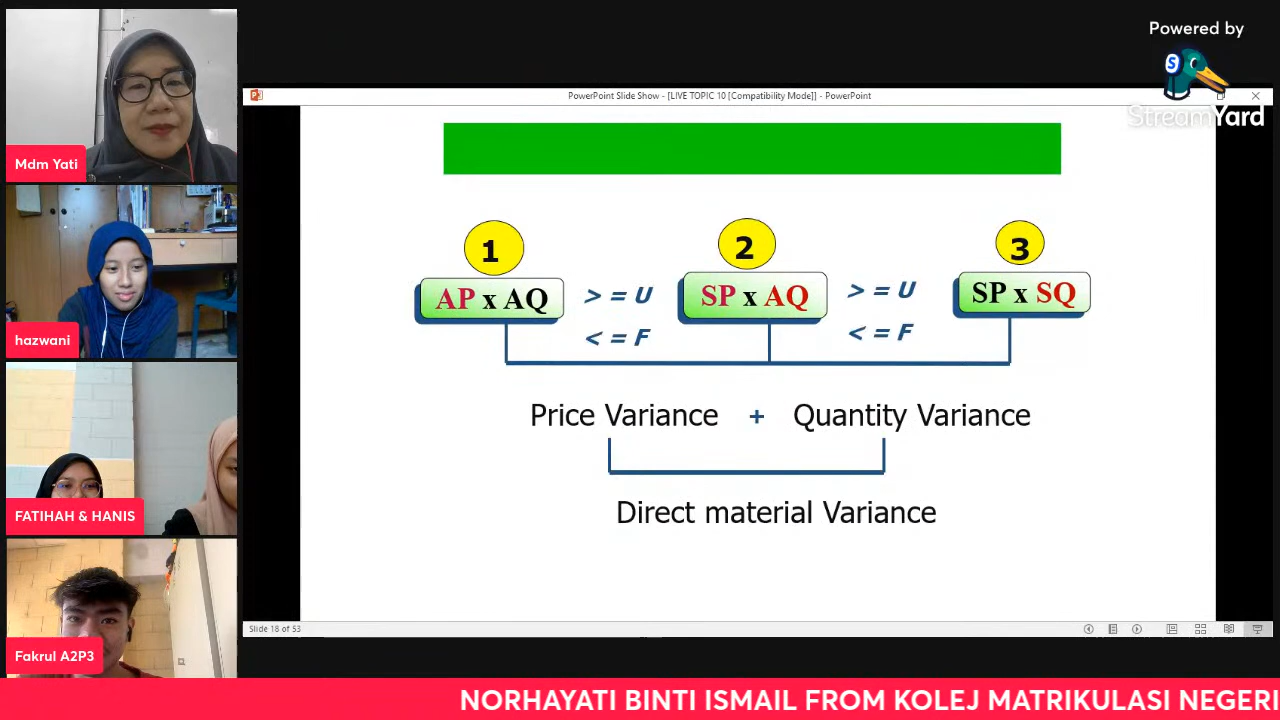 Powered by
StreamYard
PowerPoint Slide Show - [LIVE TOPIC 10 [Compatibility Mode]] - PowerPoint
Mdm Yati
hazwani
FATIHAH & HANIS
Fakrul A2P3
1
2
3
AP x AQ
> = U
< = F
SP x AQ
> = U
< = F
SP x SQ
Price Variance + Quantity Variance
Direct material Variance
Slide 18 of 53
NORHAYATI BINTI ISMAIL FROM KOLEJ MATRIKULASI NEGERI